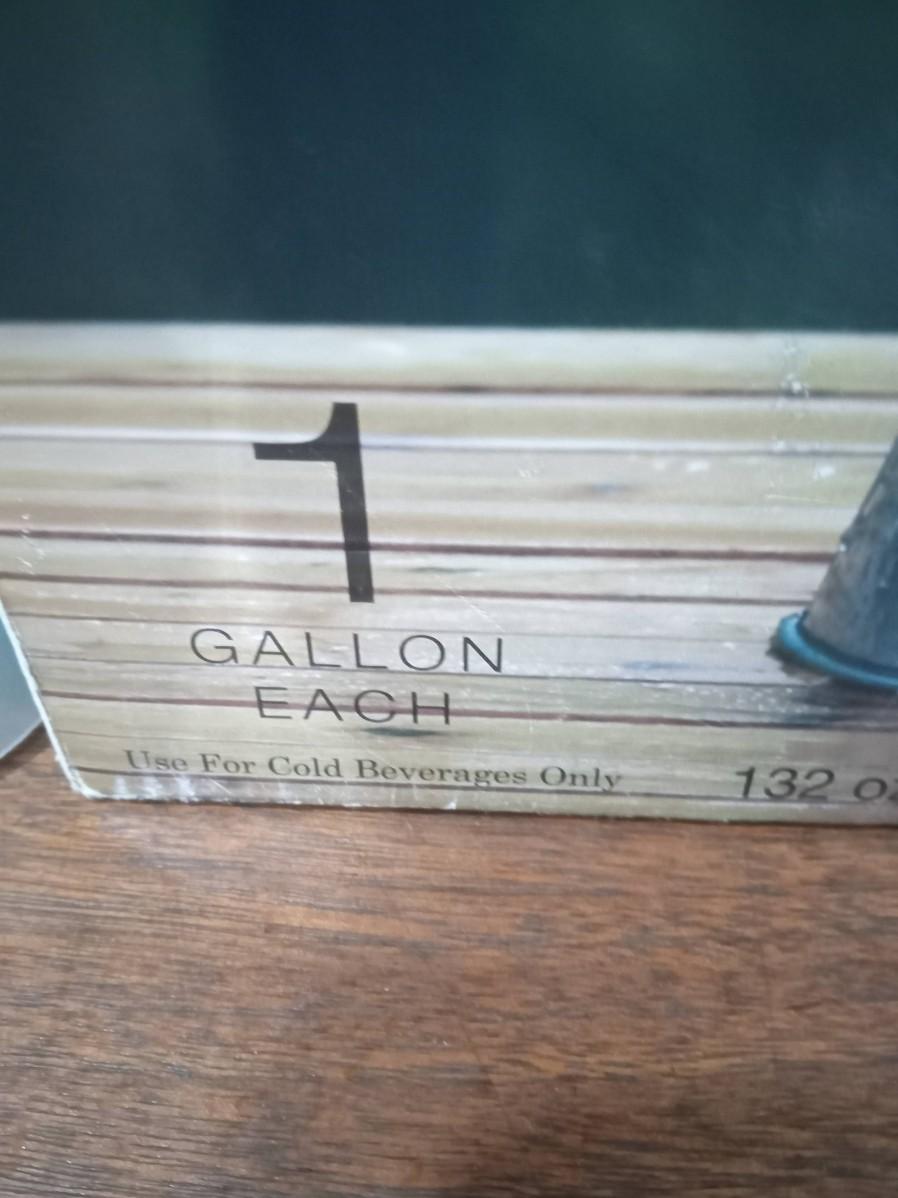 1
GALLON
EACH
Use For Cold Beverages Only
132